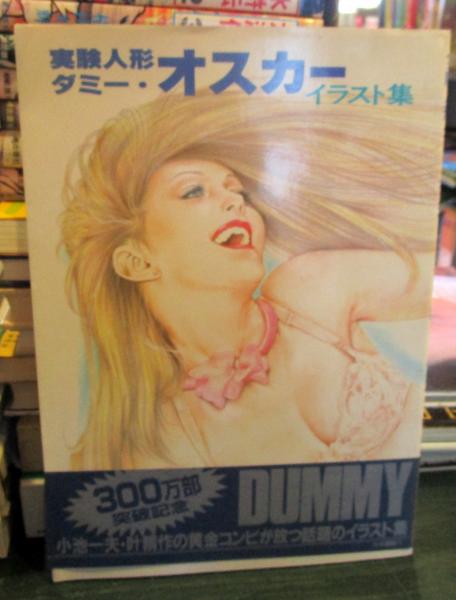 実験人形
ダミー・オスカー
イラスト集
300万部
突破記念
DUMMY
小池一夫・叶精作の黄金コンビが放つ話題のイラスト集